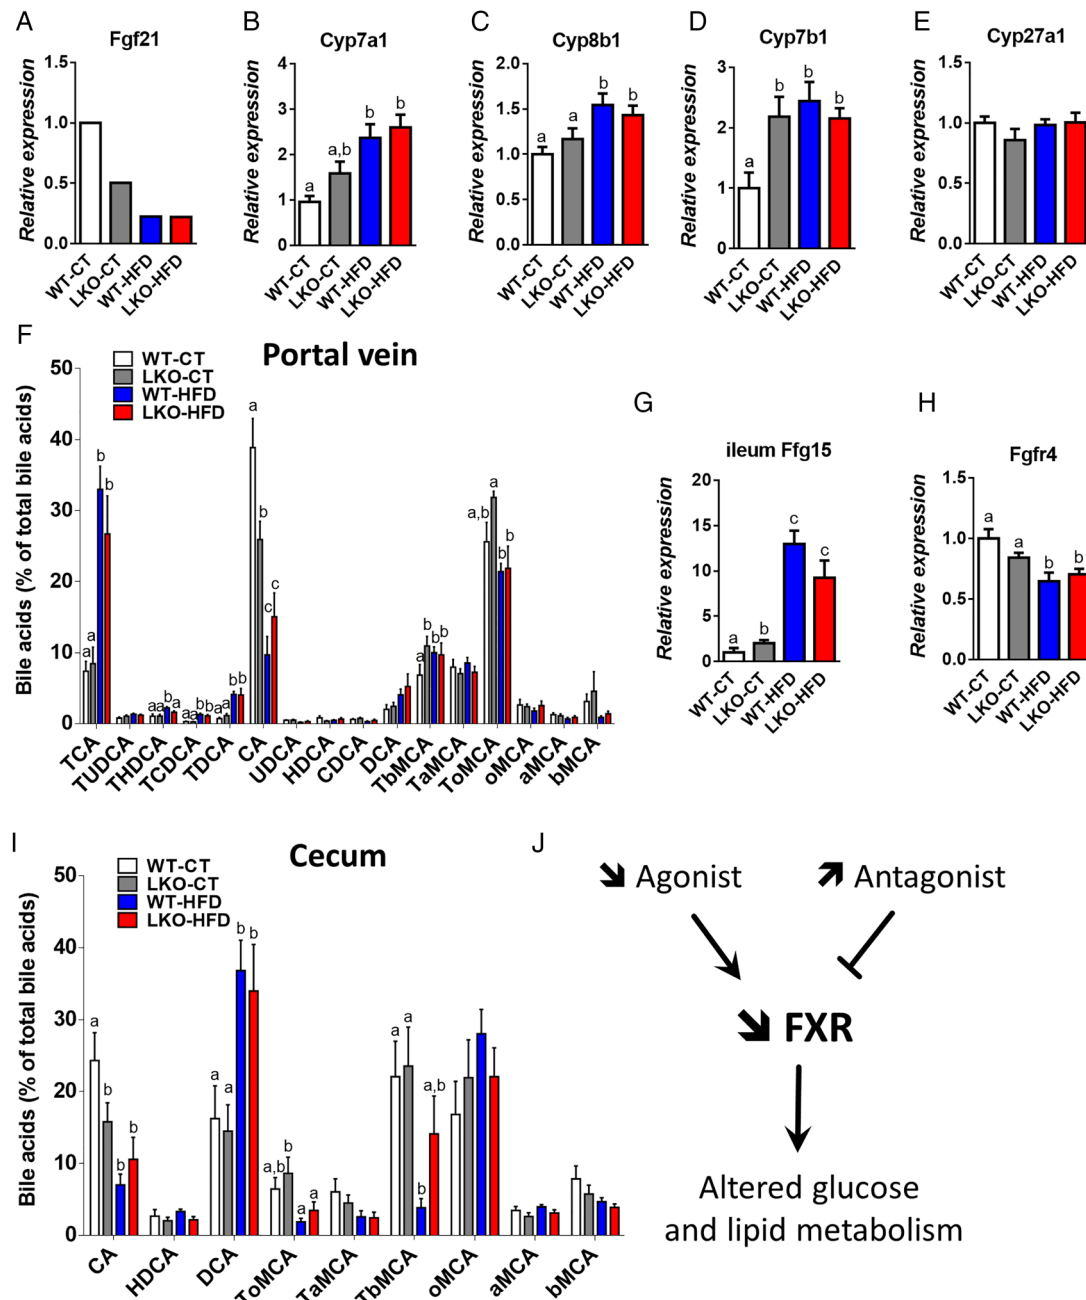 A
Fgf21
Relative expression
1.5
1.0
0.5
0.0
WT-CT
LKO-CT
WT-HFD
LKO-HFD
B
Cyp7a1
Relative expression
4
3
2
1
0
a
a,b
b
b
WT-CT
LKO-CT
WT-HFD
LKO-HFD
C
Cyp8b1
Relative expression
2.0
1.5
1.0
0.5
0.0
a
a
b
b
WT-CT
LKO-CT
WT-HFD
LKO-HFD
D
Cyp7b1
Relative expression
3
2
1
0
a
b
b
b
WT-CT
LKO-CT
WT-HFD
LKO-HFD
E
Cyp27a1
Relative expression
1.5
1.0
0.5
0.0
WT-CT
LKO-CT
WT-HFD
LKO-HFD
F
Portal vein
WT-CT
LKO-CT
WT-HFD
LKO-HFD
Bile acids (% of total bile acids)
50
40
30
20
10
0
a
a
b
b
a
a
b
a
a
a
b
b
a
a
b
b
a
b
c
c
a
b
b
b
a,b
a
b
b
TCA
TUDCA
THDCA
TCDCA
TDCA
CA
UDCA
HDCA
CDCA
DCA
TbMCA
TaMCA
ToMCA
oMCA
aMCA
bMCA
G
ileum Ffg15
Relative expression
20
15
10
5
0
a
b
c
c
WT-CT
LKO-CT
WT-HFD
LKO-HFD
H
Fgfr4
Relative expression
1.5
1.0
0.5
0.0
a
a
b
b
WT-CT
LKO-CT
WT-HFD
LKO-HFD
I
Cecum
WT-CT
LKO-CT
WT-HFD
LKO-HFD
Bile acids (% of total bile acids)
50
40
30
20
10
0
a
b
b
b
a
a
b
b
a,b
b
a
a
a
a
b
a,b
CA
HDCA
DCA
ToMCA
TaMCA
TbMCA
oMCA
aMCA
bMCA
J
Agonist
Antagonist
FXR
Altered glucose
and lipid metabolism